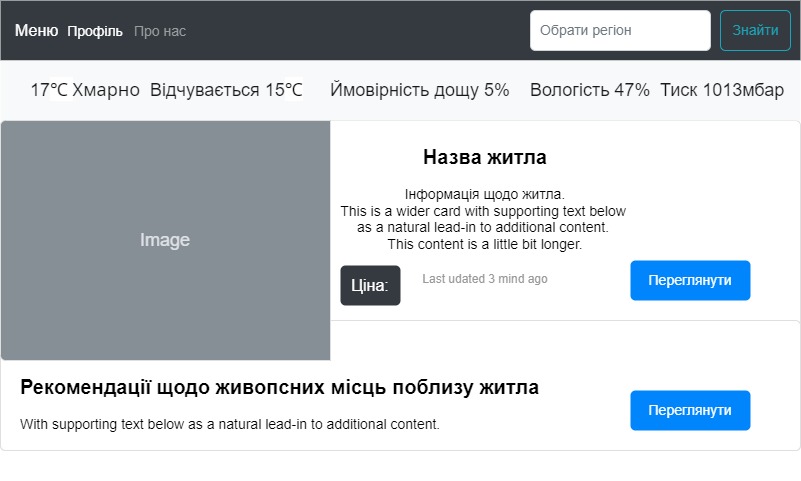 Меню Профіль Про нас Обрати регіон Знайти
17℃ Хмарно Відчувається 15℃ Ймовірність дощу 5% Вологість 47% Тиск 1013мбар
Image
Назва житла
Інформація щодо житла.
This is a wider card with supporting text below
as a natural lead-in to additional content.
This content is a little bit longer.
Ціна: Last udated 3 mind ago Переглянути
Рекомендації щодо живопсних місць поблизу житла
With supporting text below as a natural lead-in to additional content.
Переглянути